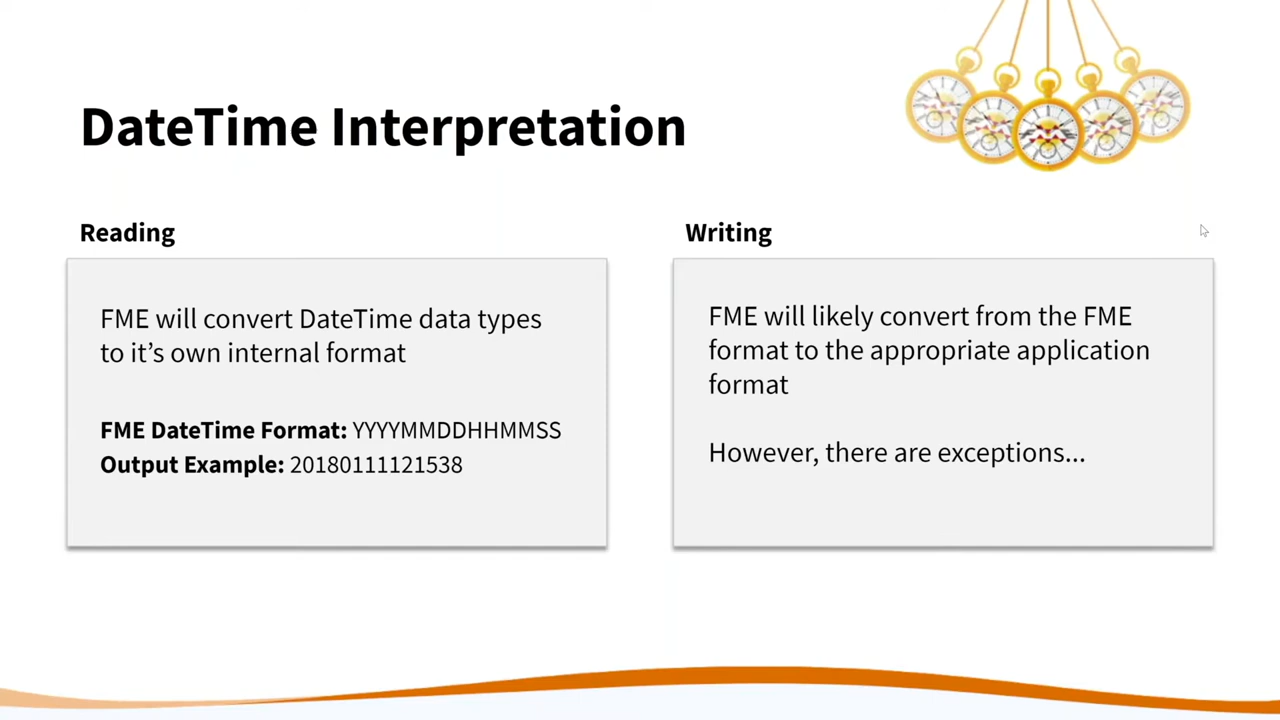 DateTime Interpretation
Reading
FME will convert DateTime data types
to it’s own internal format
FME DateTime Format: YYYYMMDDHHMMSS
Output Example: 20180111121538
Writing
FME will likely convert from the FME
format to the appropriate application
format
However, there are exceptions...